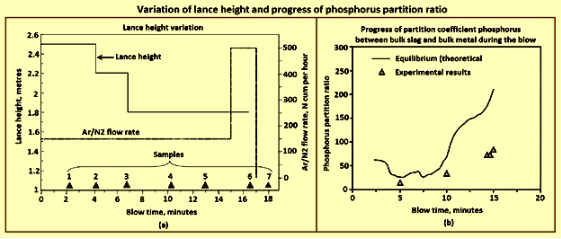 Variation of lance height and progress of phosphorus partition ratio
Lance height variation
2.6
2.4
2.2
2.0
1.8
1.6
1.4
1.2
1
Lance height, metres
Lance height
Ar/N2 flow rate
Samples
1 2 3 4 5 6 7
500
400
300
200
100
0
Ar/N2 flow rate, N cum per hour
0 2 4 6 8 10 12 14 16 18
Blow time, minutes
(a)
Progress of partition coefficient phosphorus
between bulk slag and bulk metal during the blow
Equilibrium (theoretical
Experimental results
300
250
200
150
100
50
0
Phosphorus partition ratio
0 5 10 15 20
Blow time, minutes
(b)